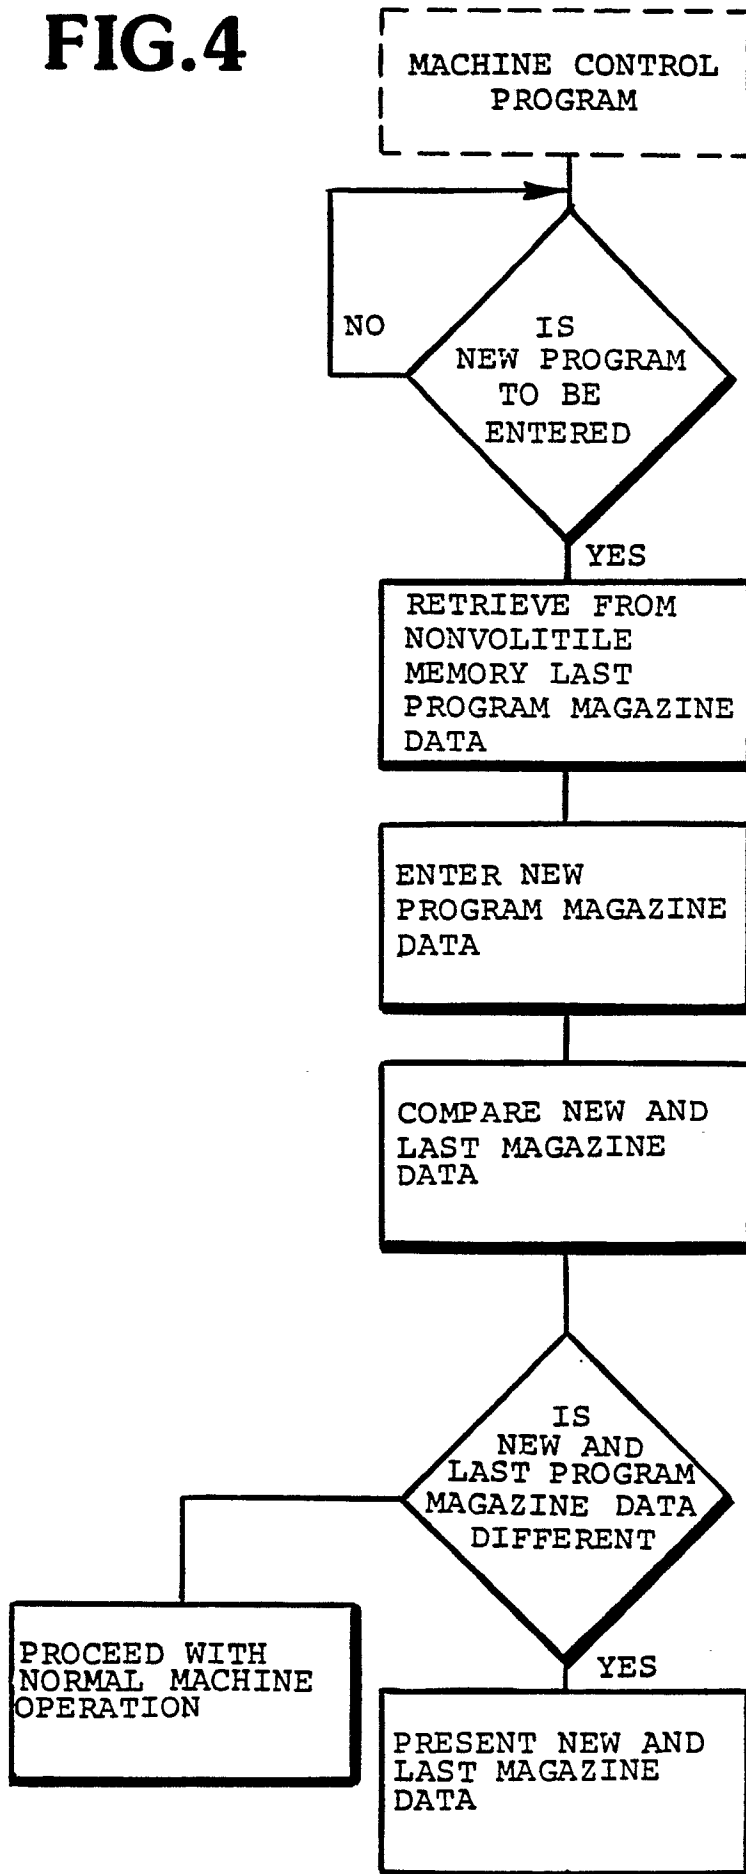 FIG.4
MACHINE CONTROL
PROGRAM
NO
IS
NEW PROGRAM
TO BE
ENTERED
YES
RETRIEVE FROM
NONVOLITILE
MEMORY LAST
PROGRAM MAGAZINE
DATA
ENTER NEW
PROGRAM MAGAZINE
DATA
COMPARE NEW AND
LAST MAGAZINE
DATA
IS
NEW AND
LAST PROGRAM
MAGAZINE DATA
DIFFERENT
PROCEED WITH
NORMAL MACHINE
OPERATION
YES
PRESENT NEW AND
LAST MAGAZINE
DATA